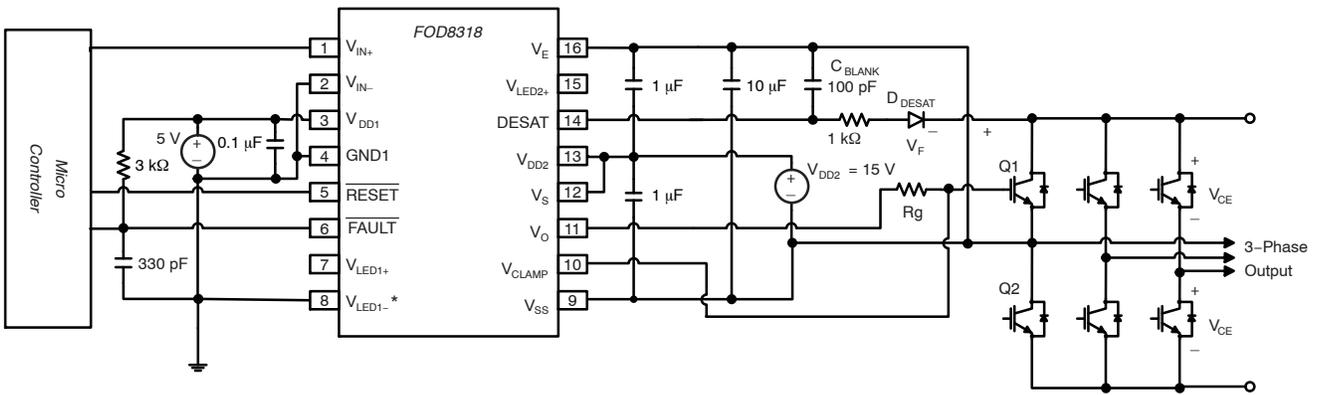 Micro
Controller
FOD8318
1 VIN+
2 VIN–
3 VDD1
4 GND1
5 RESET
6 FAULT
7 VLED1+
8 VLED1–*
16 VE
15 VLED2+
14 DESAT
13 VDD2
12 VS
11 VO
10 VCLAMP
9 VSS
5 V
+
–
0.1 µF
3 kΩ
330 pF
1 µF
10 µF
CBLANK
100 pF
DDESAT
1 kΩ
–
VF
+
1 µF
+
–
VDD2 = 15 V
Rg
Q1
+
VCE
–
3–Phase
Output
Q2
+
VCE
–